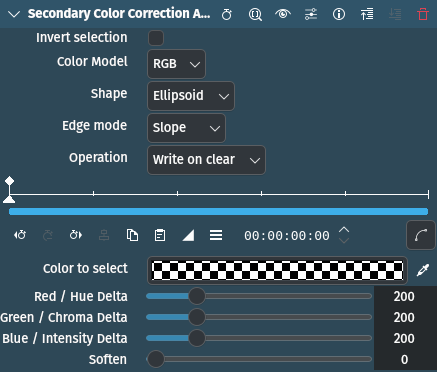 Secondary Color Correction A...
Invert selection
Color Model RGB
Shape Ellipsoid
Edge mode Slope
Operation Write on clear
00:00:00:00
Color to select
Red / Hue Delta 200
Green / Chroma Delta 200
Blue / Intensity Delta 200
Soften 0